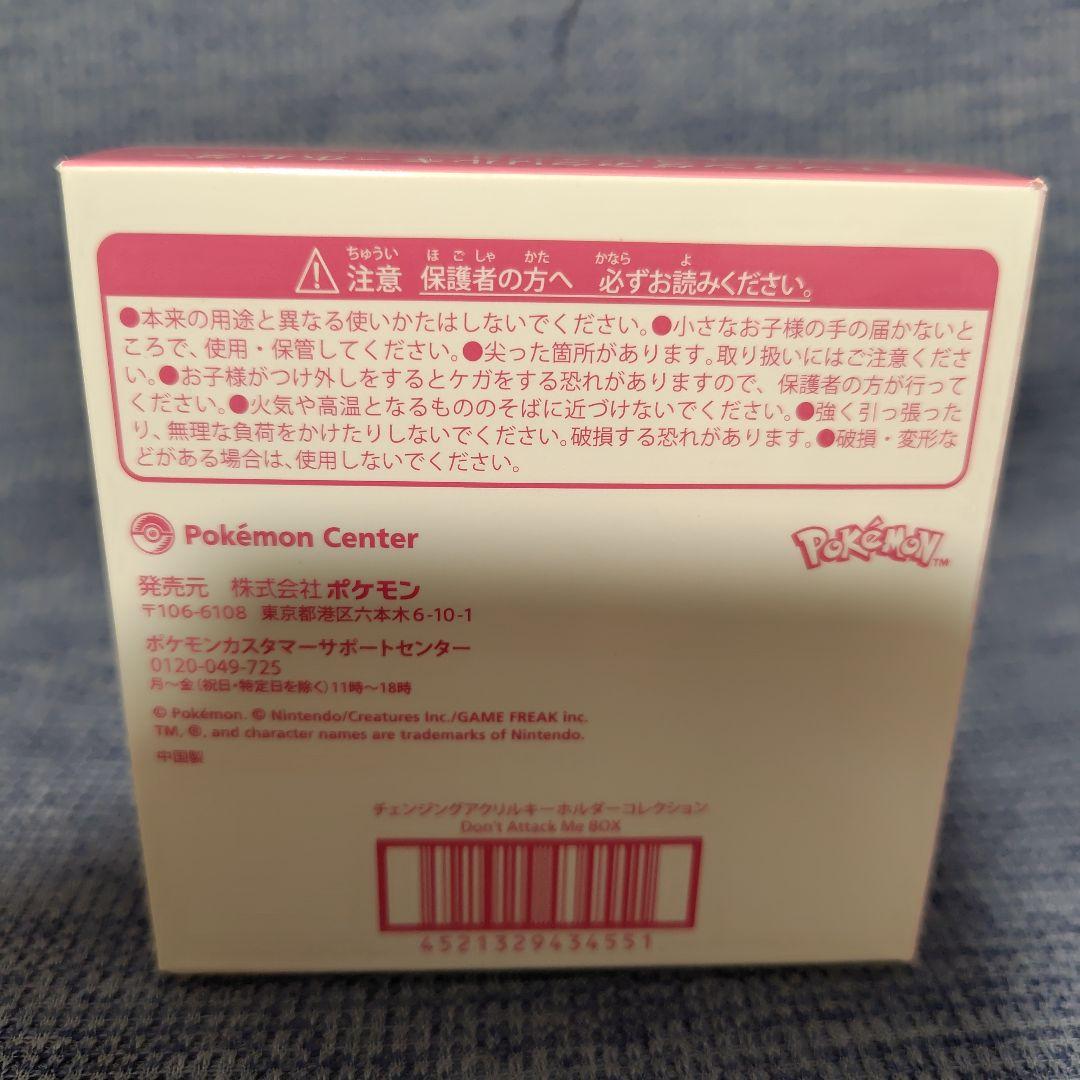 ちゅうい ほごしゃ かた かなら よ
注意 保護者の方へ 必ずお読みください。
●本来の用途と異なる使いかたはしないでください。●小さなお子様の手の届かないと
ころで、使用・保管してください。●尖った箇所があります。取り扱いにはご注意くださ
い。●お子様がつけ外しをするとケガをする恐れがありますので、保護者の方が行って
ください。●火気や高温となるもののそばに近づけないでください。●強く引っ張った
り、無理な負荷をかけたりしないでください。破損する恐れがあります。●破損・変形な
どがある場合は、使用しないでください。
Pokémon Center
POKéMON™
発売元 株式会社 ポケモン
〒106-6108 東京都港区六本木6-10-1
ポケモンカスタマーサポートセンター
0120-049-725
月～金（祝日・特定日を除く）11時～18時
© Pokémon. © Nintendo/Creatures Inc./GAME FREAK inc.
TM, ®, and character names are trademarks of Nintendo.
中国製
チェンジングアクリルキーホルダーコレクション
Don't Attack Me BOX
4521329434551